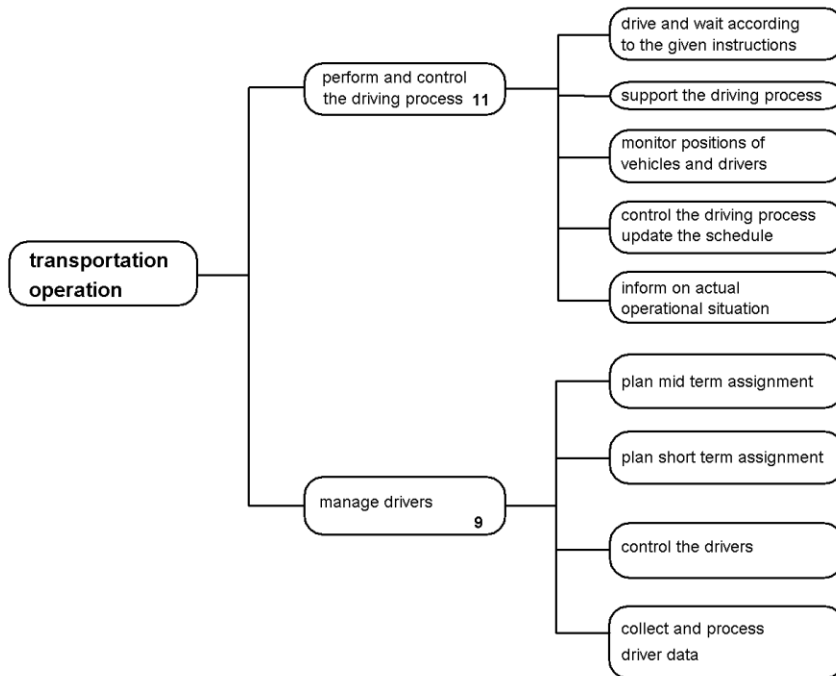 transportation
operation
perform and control
the driving process 11
drive and wait according
to the given instructions
support the driving process
monitor positions of
vehicles and drivers
control the driving process
update the schedule
inform on actual
operational situation
manage drivers
9
plan mid term assignment
plan short term assignment
control the drivers
collect and process
driver data